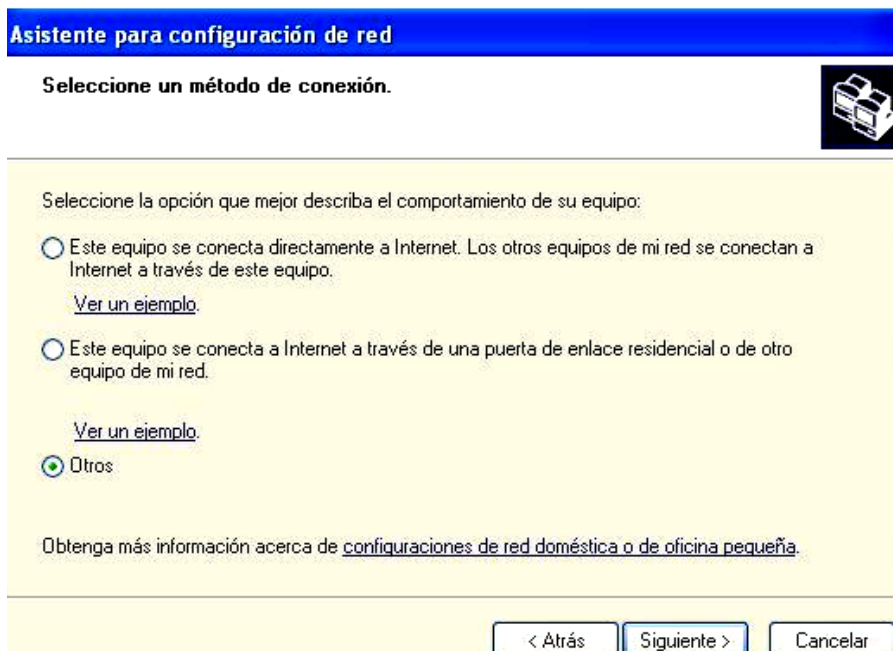 Asistente para configuración de red
Seleccione un método de conexión.
Seleccione la opción que mejor describa el comportamiento de su equipo:
Este equipo se conecta directamente a Internet. Los otros equipos de mi red se conectan a
Internet a través de este equipo.
Ver un ejemplo.
Este equipo se conecta a Internet a través de una puerta de enlace residencial o de otro
equipo de mi red.
Ver un ejemplo.
Otros
Obtenga más información acerca de configuraciones de red doméstica o de oficina pequeña.
< Atrás Siguiente > Cancelar